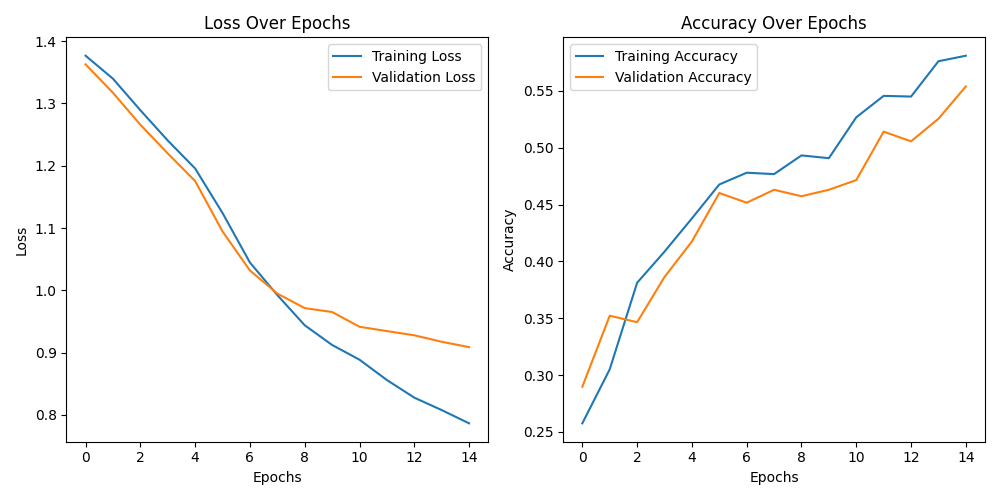 Loss Over Epochs
Training Loss
Validation Loss
1.4
1.3
1.2
1.1
1.0
0.9
0.8
Loss
0 2 4 6 8 10 12 14
Epochs
Accuracy Over Epochs
Training Accuracy
Validation Accuracy
0.55
0.50
0.45
0.40
0.35
0.30
0.25
Accuracy
0 2 4 6 8 10 12 14
Epochs